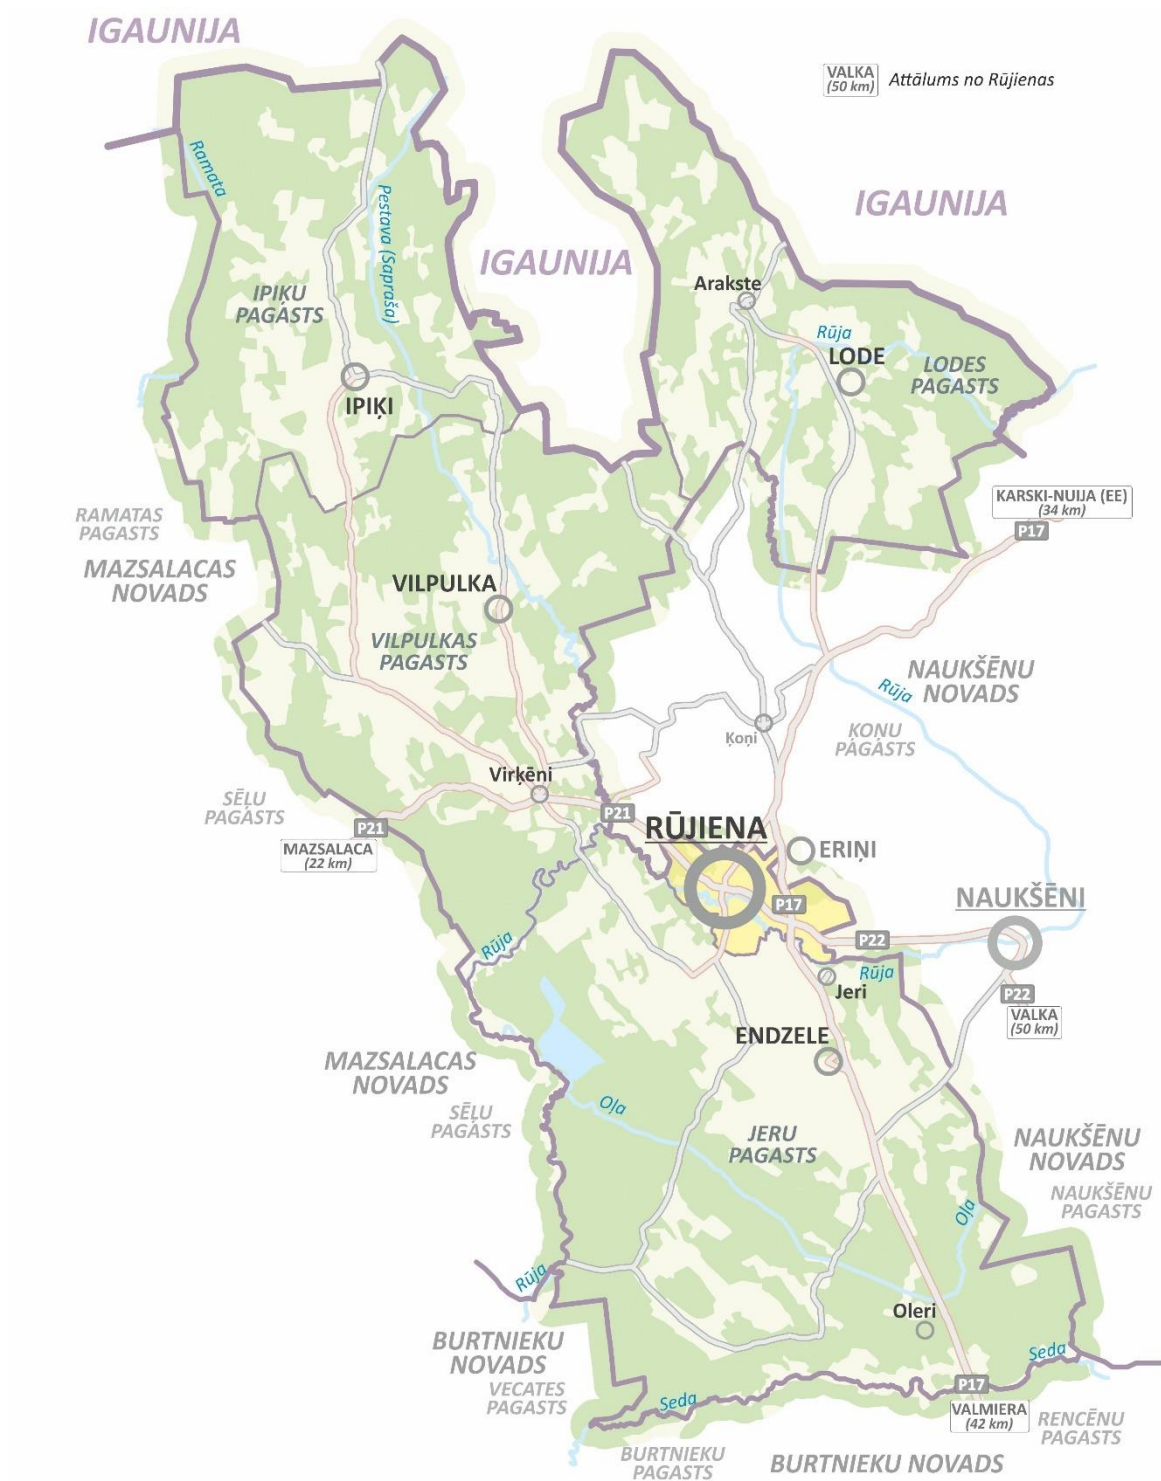 IGAUNIJA
VALKA
(50 km)
Attālums no Rūjienas
Ramata
Pestava (Sapraša)
IGAUNIJA
IGAUNIJA
IPIĶU
PAGASTS
Arakste
Rūja
LODE
LODES
PAGASTS
IPIĶI
KARSKI-NUIJA (EE)
(34 km)
P17
RAMATAS
PAGASTS
MAZSALACAS
NOVADS
VILPULKA
VILPULKAS
PAGASTS
NAUKŠĒNU
NOVADS
Rūja
Ķoņi
ĶOŅU
PAGASTS
Virķēni
SĒĻU
PAGASTS
P21
P21
MAZSALACA
(22 km)
RŪJIENA
ERIŅI
NAUKŠĒNI
P17
P22
Rūja
Rūja
Jeri
P22
VALKA
(50 km)
ENDZELE
MAZSALACAS
NOVADS
SĒĻU
PAGASTS
Oļa
JERU
PAGASTS
NAUKŠĒNU
NOVADS
NAUKŠĒNU
PAGASTS
Oļa
Rūja
Oleri
BURTNIEKU
NOVADS
VECATES
PAGASTS
Seda
Seda
P17
VALMIERA
(42 km)
RENCĒNU
PAGASTS
BURTNIEKU
PAGASTS
BURTNIEKU NOVADS